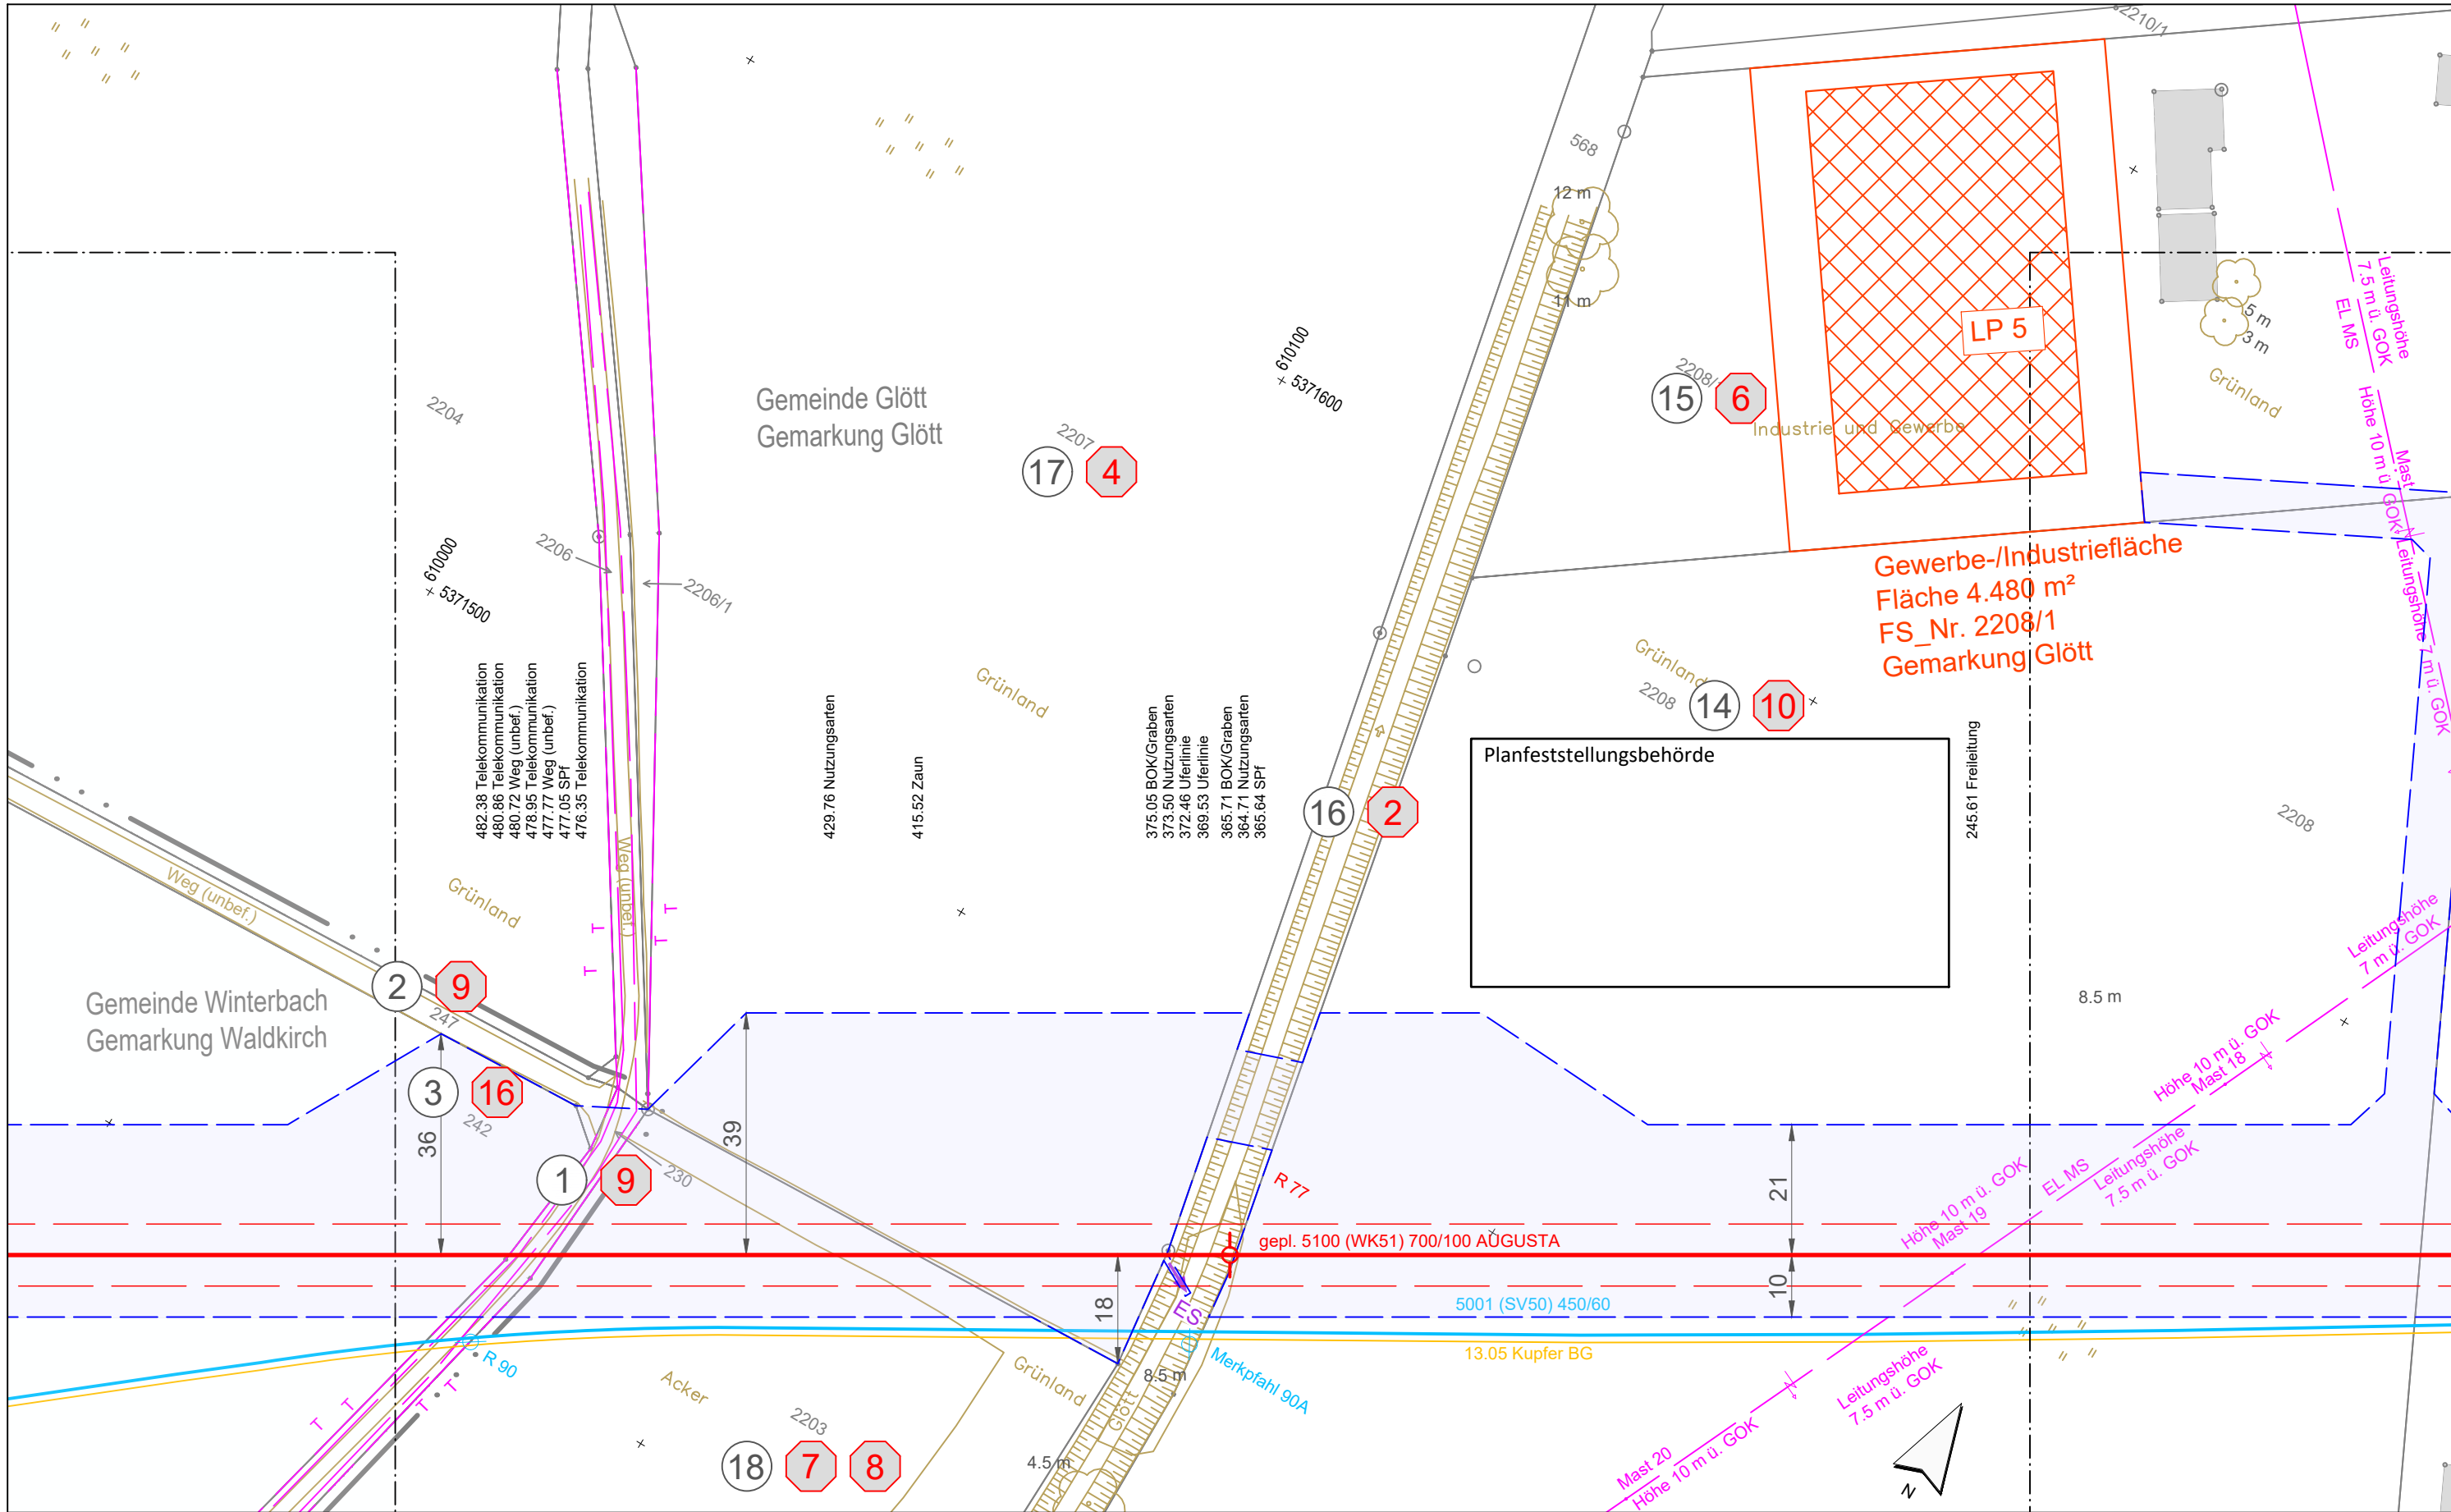 2210/1
568
12 m
11 m
LP 5
2208/
15
6
Industrie und Gewerbe
5 m
3 m
Grünland
Leitungshöhe
7.5 m ü. GOK
EL MS
Höhe 10 m ü. GOK
Mast
Leitungshöhe
7 m ü. GOK
Gewerbe-/Industriefläche
Fläche 4.480 m²
FS_Nr. 2208/1
Gemarkung Glött
2204
Gemeinde Glött
Gemarkung Glött
2207
17
4
610100
+ 5371600
610000
+ 5371500
2206
2206/1
Grünland
Grünland
2208
14
10
Planfeststellungsbehörde
482.38 Telekommunikation
480.86 Telekommunikation
480.72 Weg (unbef.)
478.95 Telekommunikation
477.77 Weg (unbef.)
477.05 SPf
476.35 Telekommunikation
429.76 Nutzungsarten
415.52 Zaun
375.05 BOK/Graben
373.50 Nutzungsarten
372.46 Uferlinie
369.53 Uferlinie
365.71 BOK/Graben
364.71 Nutzungsarten
365.64 SPf
245.61 Freileitung
16
2
2208
Weg (unbef.)
Weg (unbef.)
Grünland
T
T
T
T
2
9
247
Gemeinde Winterbach
Gemarkung Waldkirch
3
16
242
36
39
1
9
230
8.5 m
Leitungshöhe
7 m ü. GOK
Höhe 10 m ü. GOK
Mast 18
Leitungshöhe
7.5 m ü. GOK
EL MS
Höhe 10 m ü. GOK
Mast 19
21
10
R 77
gepl. 5100 (WK51) 700/100 AUGUSTA
18
ES
5001 (SV50) 450/60
13.05 Kupfer BG
Merkpfahl 90A
R 90
T
T
T
Acker
2203
18
7
8
Grünland
8.5 m
Glött
4.5 m
Leitungshöhe
7.5 m ü. GOK
Mast 20
Höhe 10 m ü. GOK
N